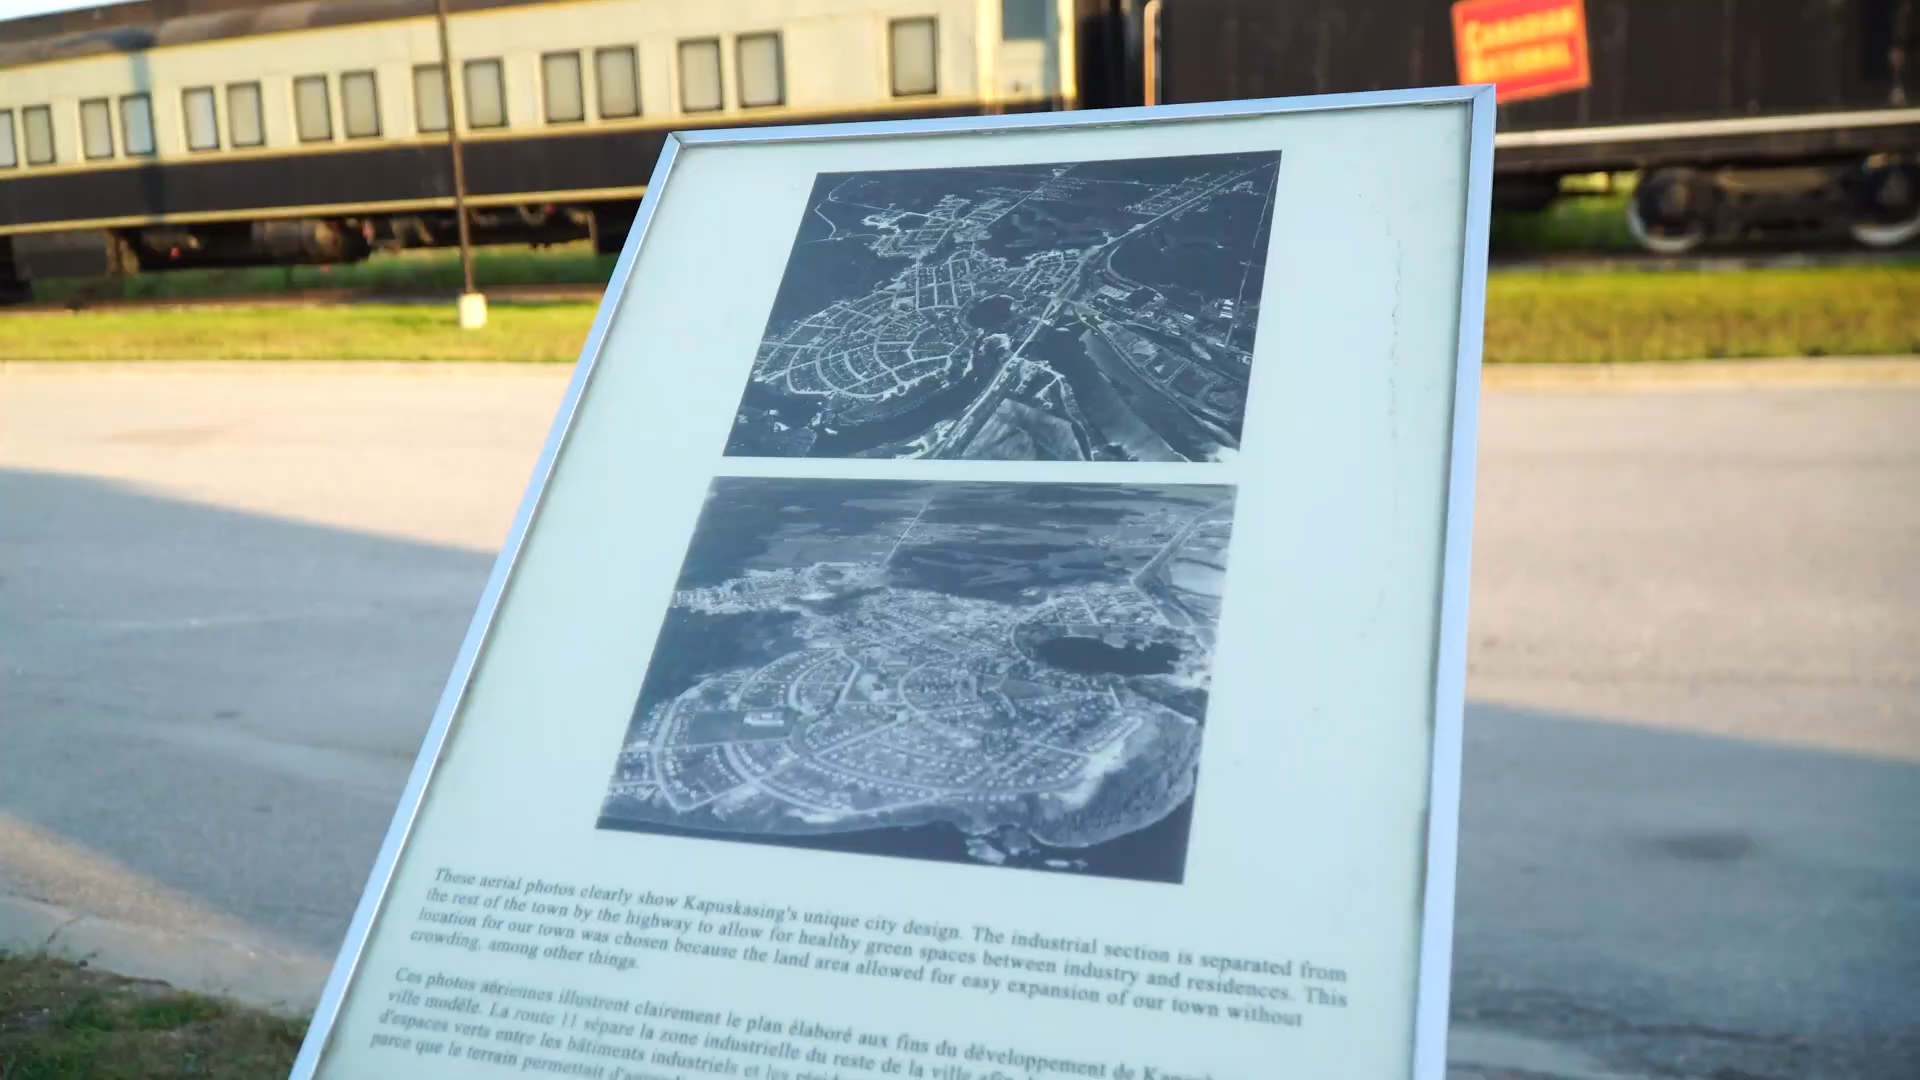 CANADIAN
NATIONAL
These aerial photos clearly show Kapuskasing's unique city design. The industrial section is separated from
the rest of the town by the highway to allow for healthy green spaces between industry and residences. This
location for our town was chosen because the land area allowed for easy expansion of our town without
crowding, among other things.
Ces photos aériennes illustrent clairement le plan élaboré aux fins du développement de
ville modèle. La route 11 sépare la zone industrielle du reste de la ville
d'espaces verts entre les bâtiments industriels et les
parce que le terrain permettait